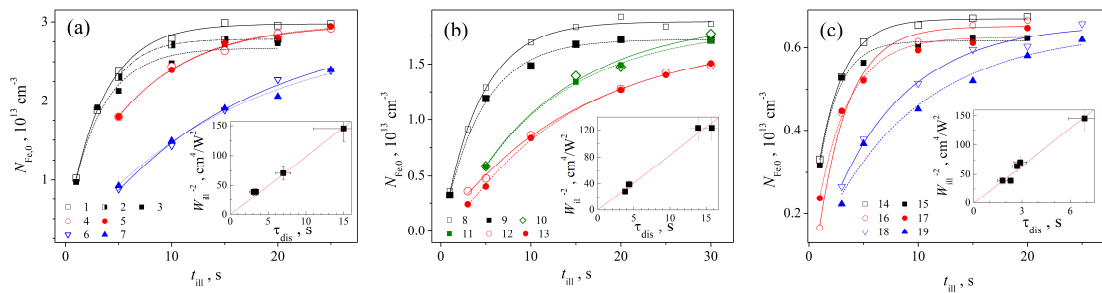 (a)
N_Fe,0 , 10^13 cm^-3
3
2
1
0 10 20
t_ill , s
1 2 3
4 5
6 7
W_ill^-2 , cm^4/W^2
150
100
50
0
0 5 10 15
τ_dis , s
(b)
N_Fe,0 , 10^13 cm^-3
1.5
1.0
0.5
0.0
0 5 10 15 20 25 30
t_ill , s
8 9 10
11 12 13
W_ill^-2 , cm^4/W^2
120
80
40
0
0 5 10 15
τ_dis , s
(c)
N_Fe,0 , 10^13 cm^-3
0.6
0.4
0.2
0 10 20
t_ill , s
14 15
16 17
18 19
W_ill^-2 , cm^4/W^2
150
100
50
0
0 2 4 6
τ_dis , s